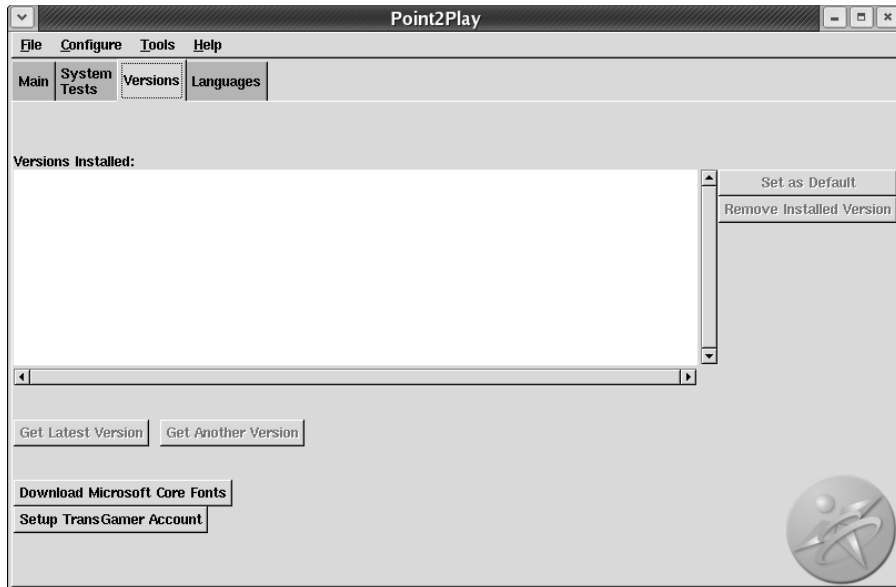 Point2Play
File Configure Tools Help
Main System Tests Versions Languages
Versions Installed:
Set as Default
Remove Installed Version
Get Latest Version Get Another Version
Download Microsoft Core Fonts
Setup TransGamer Account